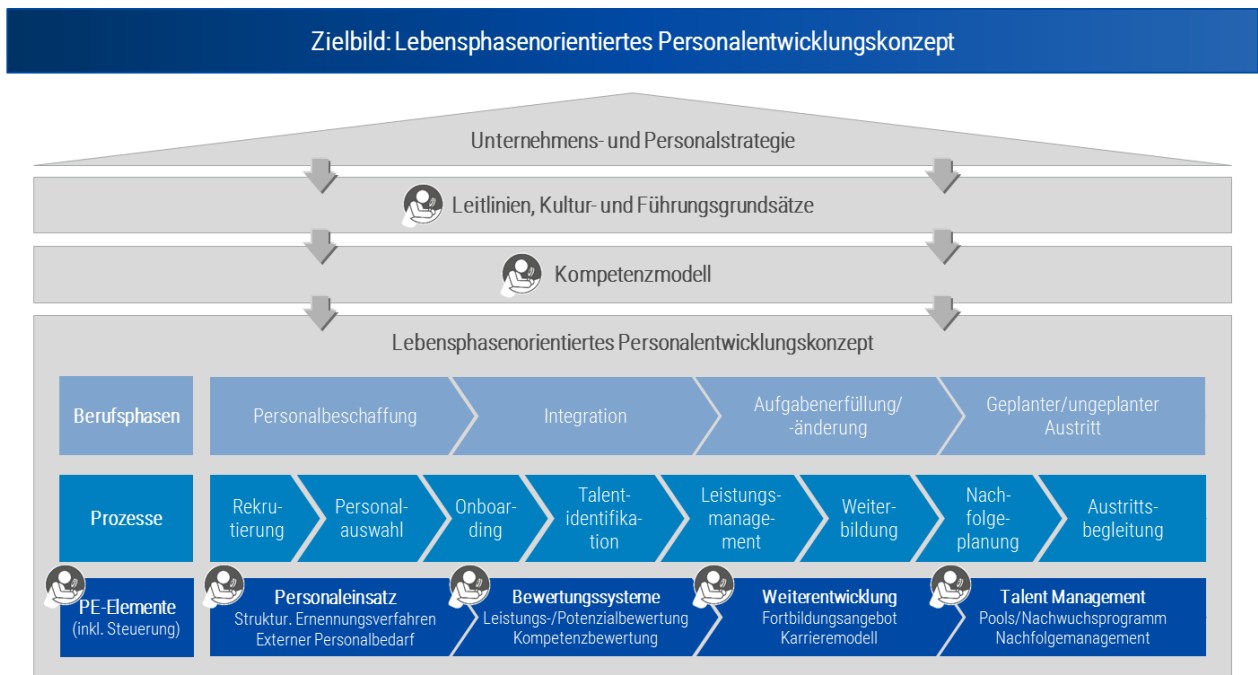 Zielbild: Lebensphasenorientiertes Personalentwicklungskonzept
Unternehmens- und Personalstrategie
Leitlinien, Kultur- und Führungsgrundsätze
Kompetenzmodell
Lebensphasenorientiertes Personalentwicklungskonzept
Berufsphasen
Personalbeschaffung
Integration
Aufgabenerfüllung/
-änderung
Geplanter/ungeplanter
Austritt
Prozesse
Rekru-
tierung
Personal-
auswahl
Onboar-
ding
Talent-
identifika-
tion
Leistungs-
manage-
ment
Weiter-
bildung
Nach-
folge-
planung
Austritts-
begleitung
PE-Elemente
(inkl. Steuerung)
Personaleinsatz
Struktur. Ernennungsverfahren
Externer Personalbedarf
Bewertungssysteme
Leistungs-/Potenzialbewertung
Kompetenzbewertung
Weiterentwicklung
Fortbildungsangebot
Karrieremodell
Talent Management
Pools/Nachwuchsprogramm
Nachfolgemanagement